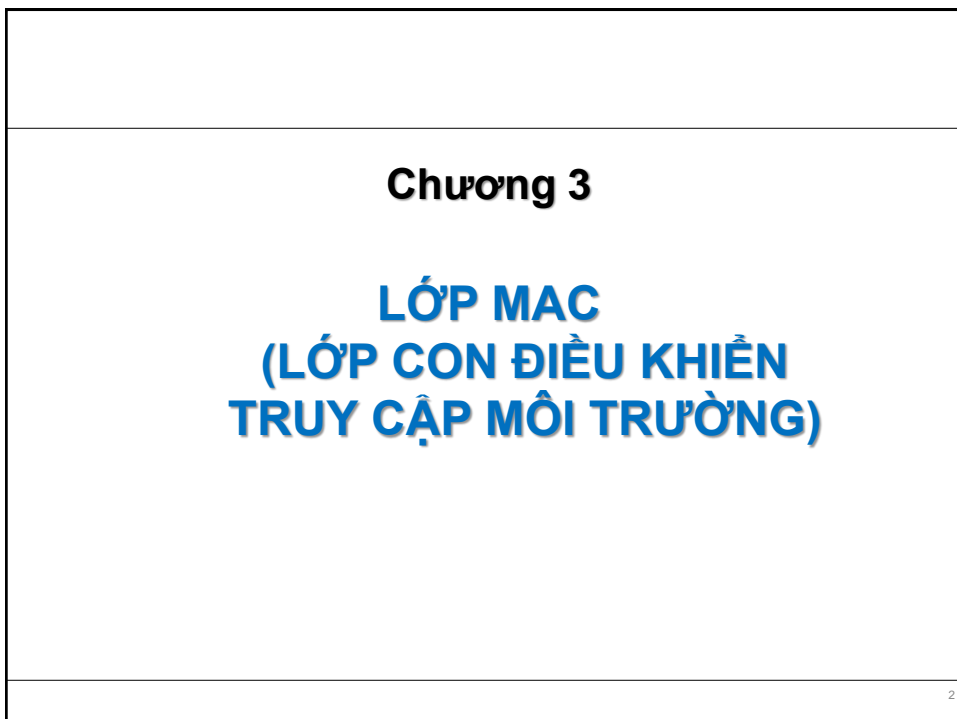 Chương 3
LỚP MAC
(LỚP CON ĐIỀU KHIỂN
TRUY CẬP MÔI TRƯỜNG)
2